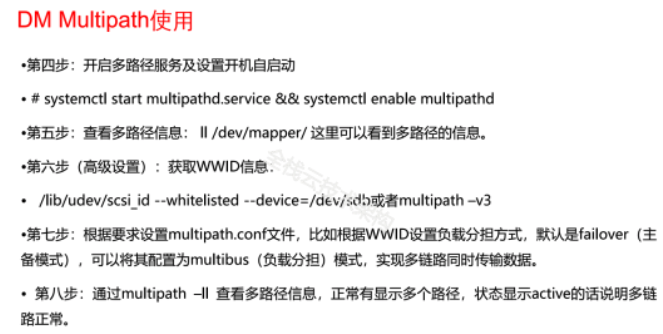 DM Multipath使用
•第四步：开启多路径服务及设置开机自启动
• # systemctl start multipathd.service && systemctl enable multipathd
•第五步：查看多路径信息： ll /dev/mapper/ 这里可以看到多路径的信息。
•第六步（高级设置）：获取WWID信息.
• /lib/udev/scsi_id --whitelisted --device=/dev/sdb或者multipath –v3
•第七步：根据要求设置multipath.conf文件，比如根据WWID设置负载分担方式，默认是failover（主
备模式），可以将其配置为multibus（负载分担）模式，实现多链路同时传输数据。
• 第八步：通过multipath –ll 查看多路径信息，正常有显示多个路径，状态显示active的话说明多链
路正常。
全栈云技术架构